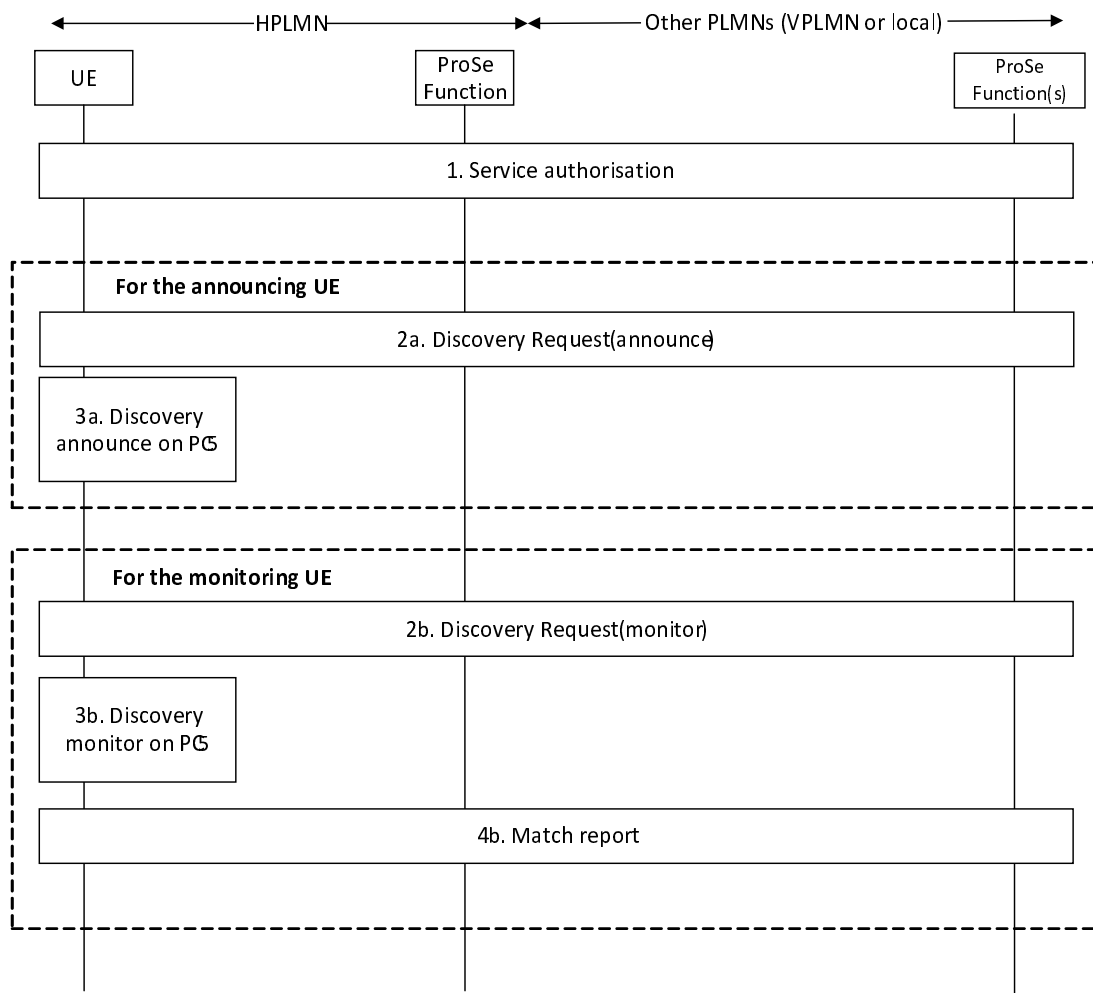 HPLMN
Other PLMNs (VPLMN or local)
UE
ProSe
Function
ProSe
Function(s)
1. Service authorisation
For the announcing UE
2a. Discovery Request(announce)
3a. Discovery
announce on PC5
For the monitoring UE
2b. Discovery Request(monitor)
3b. Discovery
monitor on PC5
4b. Match report